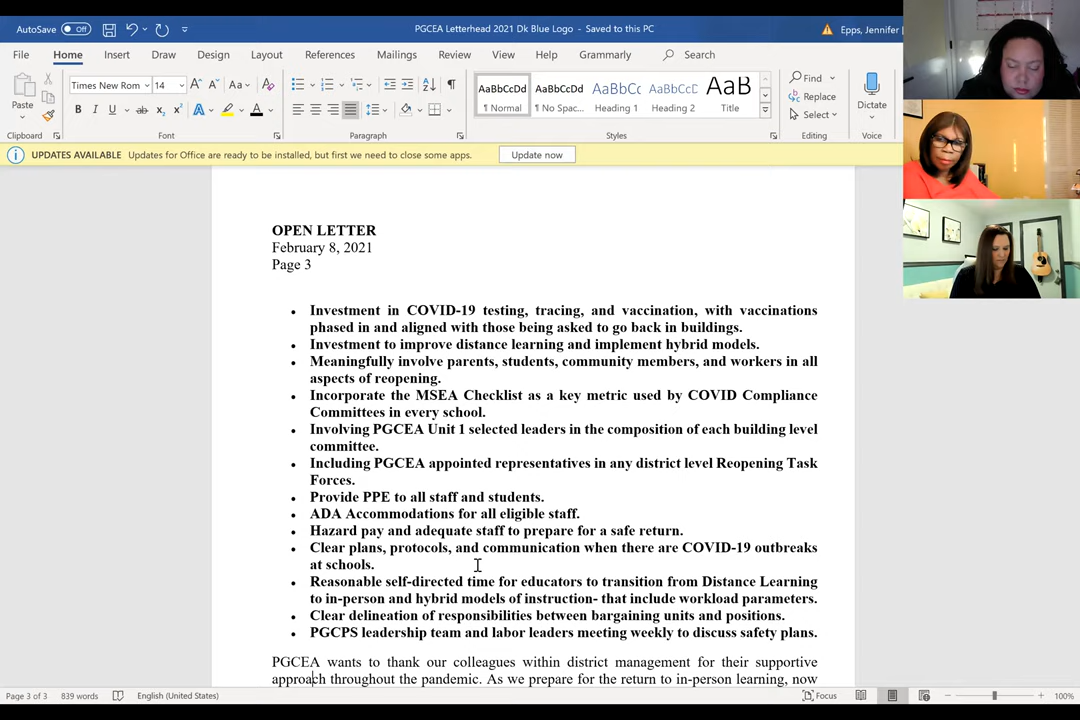 AutoSave Off PGCEA Letterhead 2021 Dk Blue Logo - Saved to this PC Epps, Jennifer
File Home Insert Draw Design Layout References Mailings Review View Help Grammarly Search
Times New Rom 14 A A Aa AaBbCcDd AaBbCcDd AaBbCc AaBbCcD AaB Find
Paste B I U ab x₂ x² A A ¶ Normal ¶ No Spac... Heading 1 Heading 2 Title Replace Dictate
Select
Clipboard Font Paragraph Styles Editing Voice
UPDATES AVAILABLE Updates for Office are ready to be installed, but first we need to close some apps. Update now
OPEN LETTER
February 8, 2021
Page 3
• Investment in COVID-19 testing, tracing, and vaccination, with vaccinations
phased in and aligned with those being asked to go back in buildings.
• Investment to improve distance learning and implement hybrid models.
• Meaningfully involve parents, students, community members, and workers in all
aspects of reopening.
• Incorporate the MSEA Checklist as a key metric used by COVID Compliance
Committees in every school.
• Involving PGCEA Unit 1 selected leaders in the composition of each building level
committee.
• Including PGCEA appointed representatives in any district level Reopening Task
Forces.
• Provide PPE to all staff and students.
• ADA Accommodations for all eligible staff.
• Hazard pay and adequate staff to prepare for a safe return.
• Clear plans, protocols, and communication when there are COVID-19 outbreaks
at schools.
• Reasonable self-directed time for educators to transition from Distance Learning
to in-person and hybrid models of instruction- that include workload parameters.
• Clear delineation of responsibilities between bargaining units and positions.
• PGCPS leadership team and labor leaders meeting weekly to discuss safety plans.
PGCEA wants to thank our colleagues within district management for their supportive
approach throughout the pandemic. As we prepare for the return to in-person learning, now
Page 3 of 3 839 words English (United States) Focus 100%